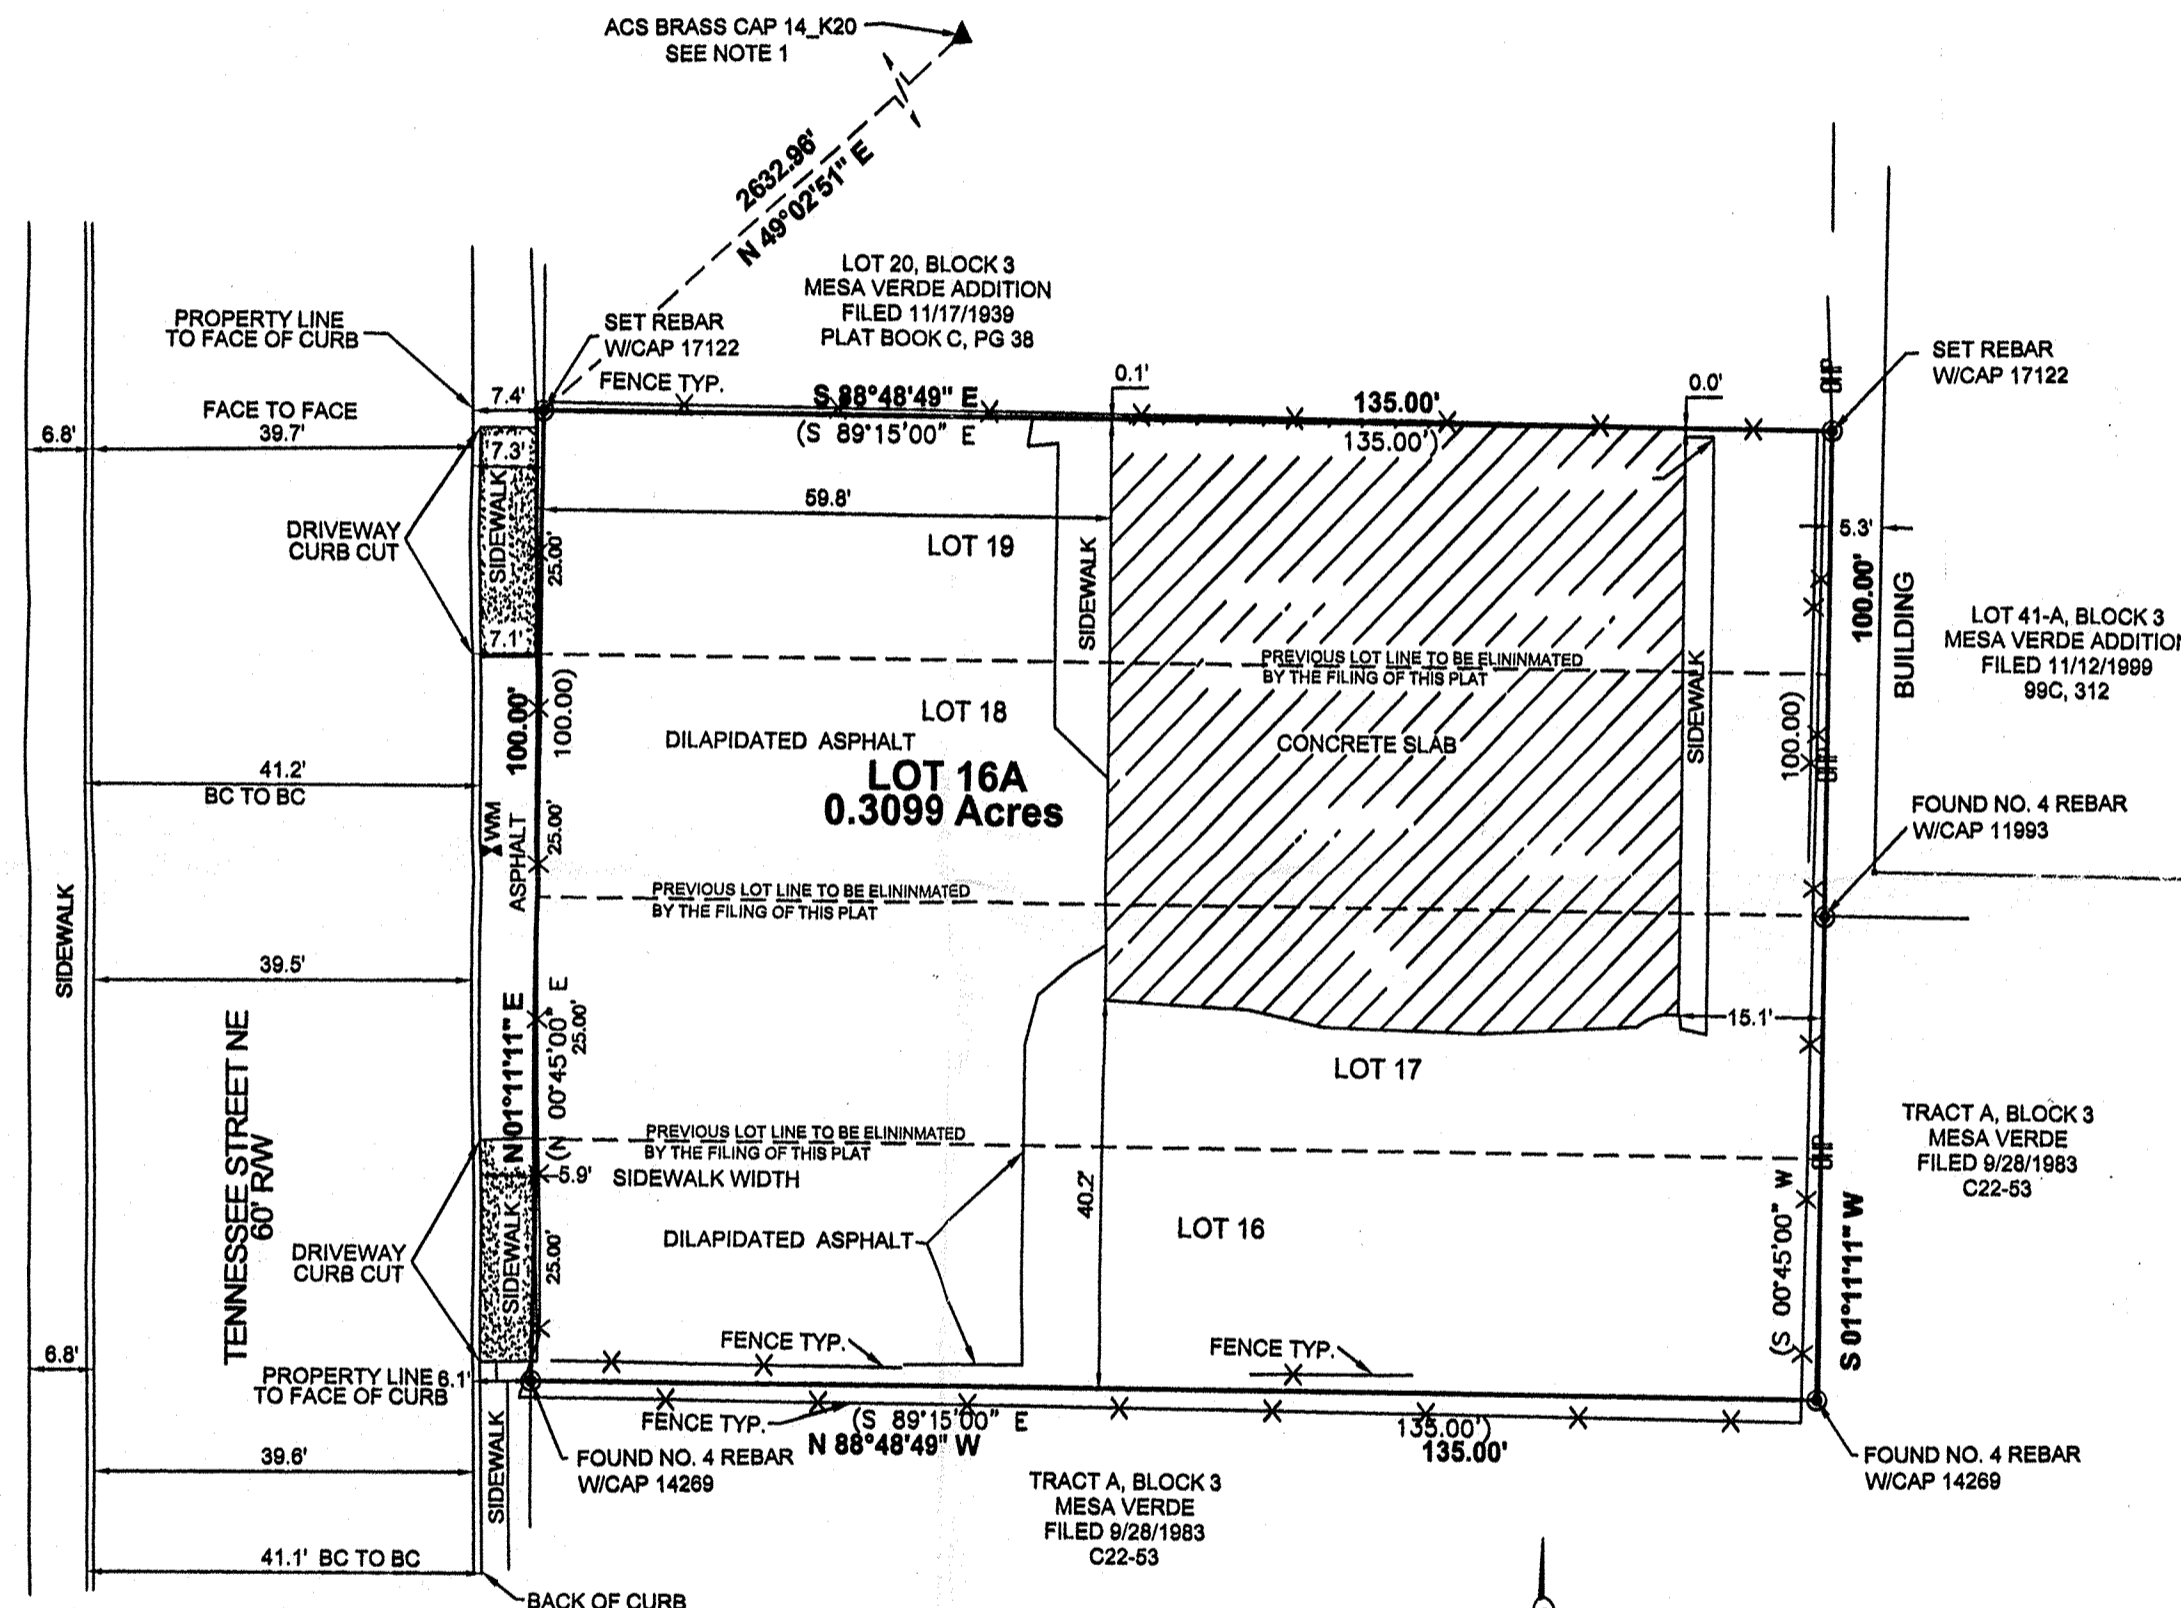 ACS BRASS CAP 14_K20
SEE NOTE 1
2632.96'
N 49°02'51" E
LOT 20, BLOCK 3
MESA VERDE ADDITION
FILED 11/17/1939
PLAT BOOK C, PG 38
PROPERTY LINE
TO FACE OF CURB
SET REBAR
W/CAP 17122
FENCE TYP.
S 88°48'49" E
135.00'
(S 89°15'00" E
135.00')
0.1'
0.0'
OHP
SET REBAR
W/CAP 17122
7.4'
FACE TO FACE
39.7'
6.8'
7.3'
SIDEWALK
7.1'
DRIVEWAY
CURB CUT
59.8'
LOT 19
25.00'
SIDEWALK
5.3'
100.00'
BUILDING
LOT 41-A, BLOCK 3
MESA VERDE ADDITION
FILED 11/12/1999
99C, 312
PREVIOUS LOT LINE TO BE ELININMATED
BY THE FILING OF THIS PLAT
SIDEWALK
LOT 18
DILAPIDATED ASPHALT
CONCRETE SLAB
LOT 16A
0.3099 Acres
100.00'
100.00)
100.00)
OHP
41.2'
BC TO BC
WM
ASPHALT
25.00'
FOUND NO. 4 REBAR
W/CAP 11993
PREVIOUS LOT LINE TO BE ELININMATED
BY THE FILING OF THIS PLAT
SIDEWALK
39.5'
N 01°11'11" E
(N 00°45'00" E
25.00'
15.1'
LOT 17
TENNESSEE STREET NE
60' R/W
PREVIOUS LOT LINE TO BE ELININMATED
BY THE FILING OF THIS PLAT
5.9'
SIDEWALK WIDTH
OHP
TRACT A, BLOCK 3
MESA VERDE
FILED 9/28/1983
C22-53
40.2'
LOT 16
DILAPIDATED ASPHALT
SIDEWALK
25.00'
DRIVEWAY
CURB CUT
(S 00°45'00" W
S 01°11'11" W
FENCE TYP.
FENCE TYP.
6.8'
PROPERTY LINE
TO FACE OF CURB
6.1'
FENCE TYP.
(S 89°15'00" E
N 88°48'49" W
135.00')
135.00'
FOUND NO. 4 REBAR
W/CAP 14269
FOUND NO. 4 REBAR
W/CAP 14269
39.6'
SIDEWALK
TRACT A, BLOCK 3
MESA VERDE
FILED 9/28/1983
C22-53
41.1' BC TO BC
BACK OF CURB